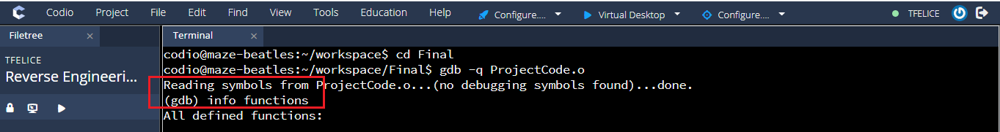 Codio Project File Edit Find View Tools Education Help Configure.... Virtual Desktop Configure.... TFELICE
Filetree × Terminal ×
TFELICE
Reverse Engineeri...
codio@maze-beatles:~/workspace$ cd Final
codio@maze-beatles:~/workspace/Final$ gdb -q ProjectCode.o
Reading symbols from ProjectCode.o...(no debugging symbols found)...done.
(gdb) info functions
All defined functions: